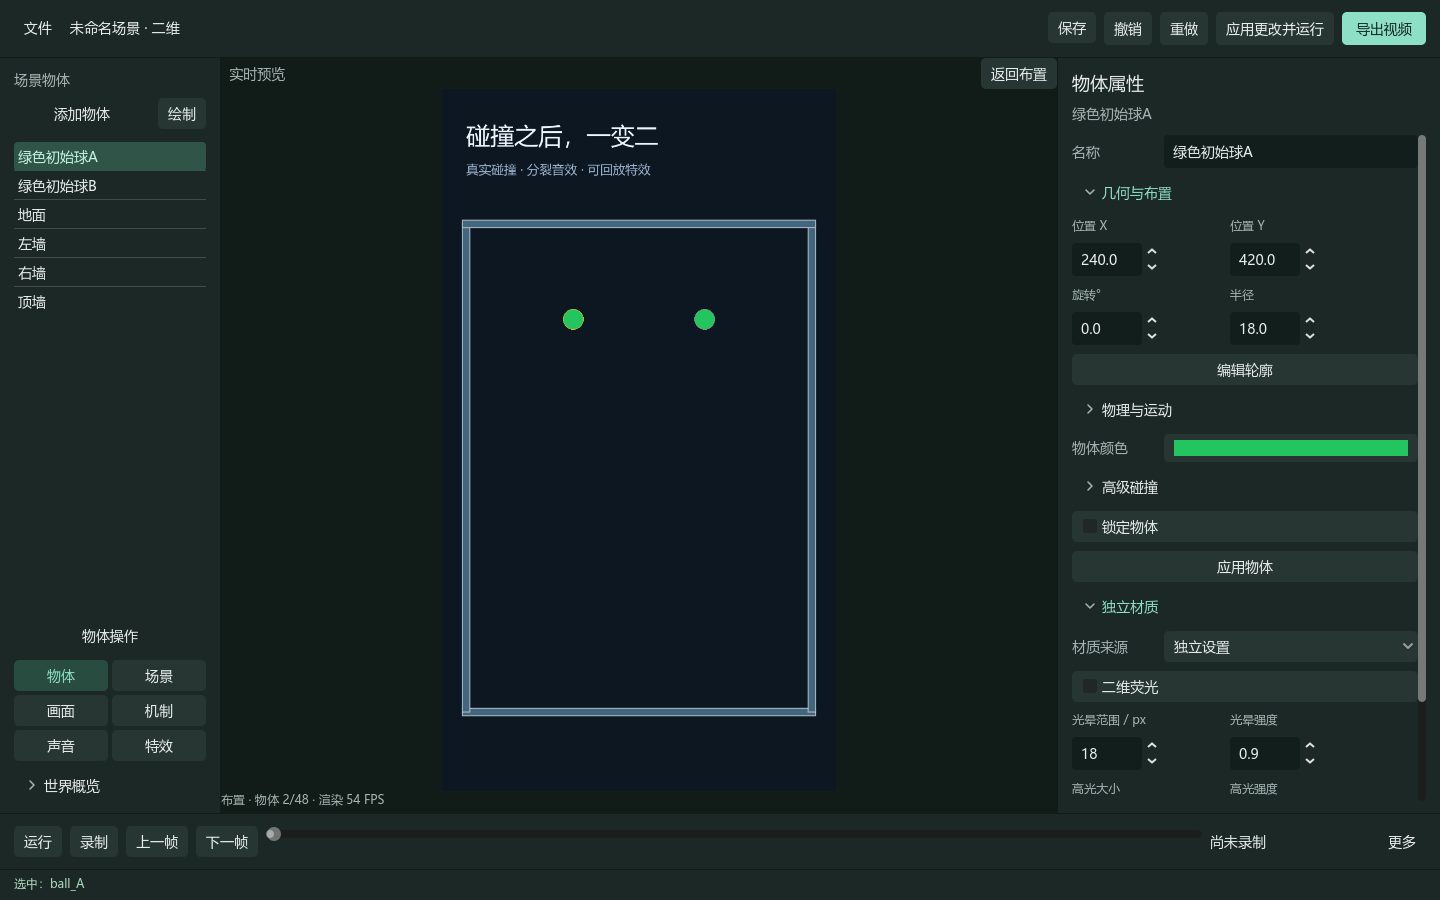 文件 未命名场景 · 二维 保存 撤销 重做 应用更改并运行 导出视频
场景物体
添加物体 绘制
绿色初始球A
绿色初始球B
地面
左墙
右墙
顶墙
物体操作
物体 场景
画面 机制
声音 特效
世界概览
实时预览 返回布置
碰撞之后，一变二
真实碰撞 · 分裂音效 · 可回放特效
布置 · 物体 2/48 · 渲染 54 FPS
物体属性
绿色初始球A
名称 绿色初始球A
几何与布置
位置 X 位置 Y
240.0 420.0
旋转° 半径
0.0 18.0
编辑轮廓
物理与运动
物体颜色
高级碰撞
锁定物体
应用物体
独立材质
材质来源 独立设置
二维荧光
光晕范围 / px 光晕强度
18 0.9
高光大小 高光强度
运行 录制 上一帧 下一帧 尚未录制 更多
选中：ball_A